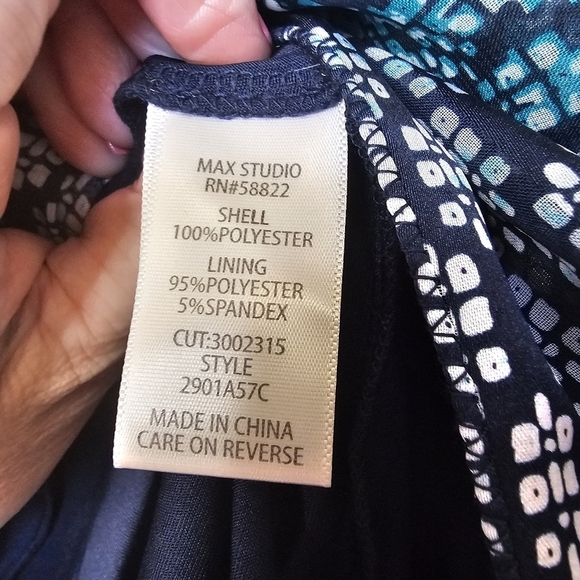 MAX STUDIO
RN#58822
SHELL
100%POLYESTER
LINING
95%POLYESTER
5%SPANDEX
CUT:3002315
STYLE
2901A57C
MADE IN CHINA
CARE ON REVERSE